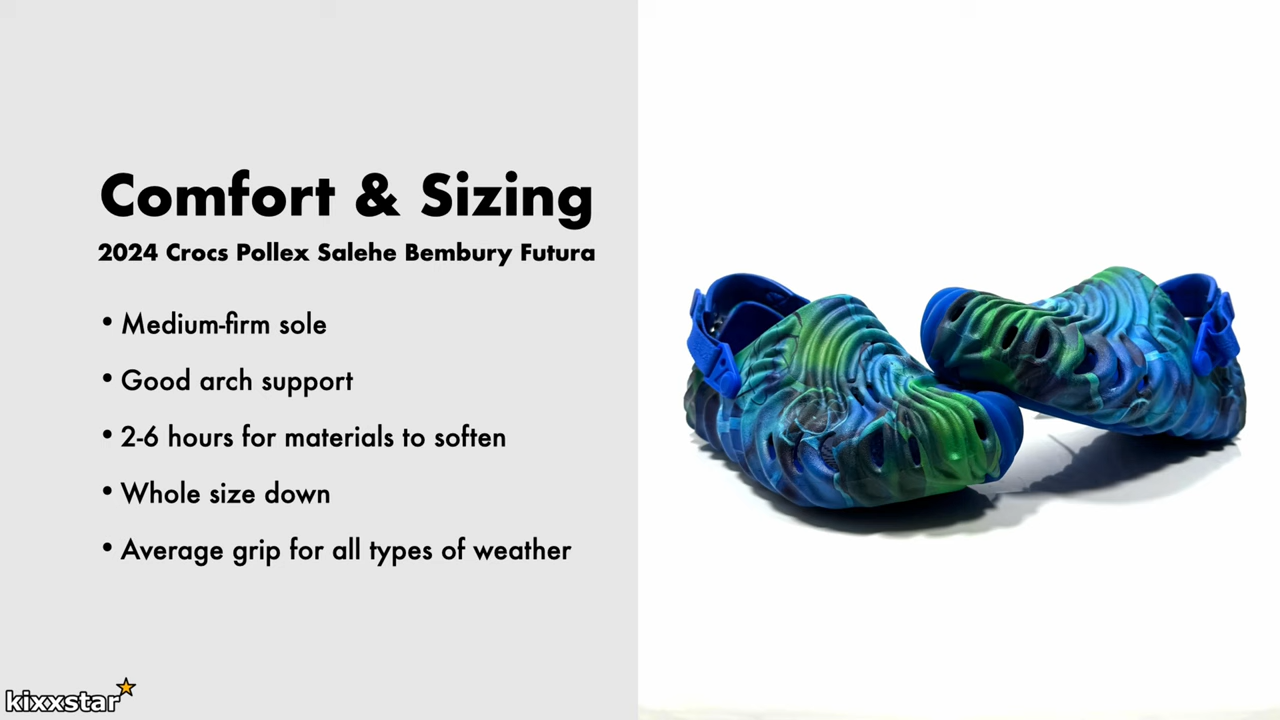 Comfort & Sizing
2024 Crocs Pollex Salehe Bembury Futura
• Medium-firm sole
• Good arch support
• 2-6 hours for materials to soften
• Whole size down
• Average grip for all types of weather
kixxstar